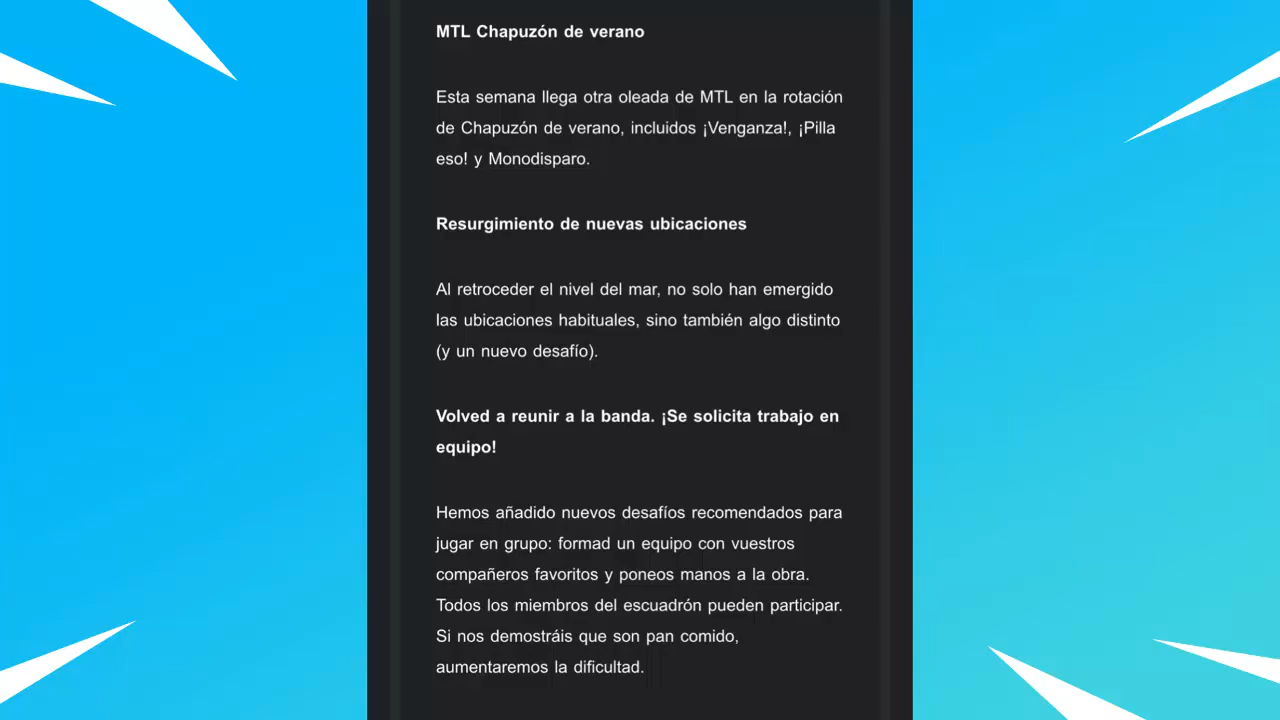 MTL Chapuzón de verano
Esta semana llega otra oleada de MTL en la rotación
de Chapuzón de verano, incluidos ¡Venganza!, ¡Pilla
eso! y Monodisparo.
Resurgimiento de nuevas ubicaciones
Al retroceder el nivel del mar, no solo han emergido
las ubicaciones habituales, sino también algo distinto
(y un nuevo desafío).
Volved a reunir a la banda. ¡Se solicita trabajo en
equipo!
Hemos añadido nuevos desafíos recomendados para
jugar en grupo: formad un equipo con vuestros
compañeros favoritos y poneos manos a la obra.
Todos los miembros del escuadrón pueden participar.
Si nos demostráis que son pan comido,
aumentaremos la dificultad.